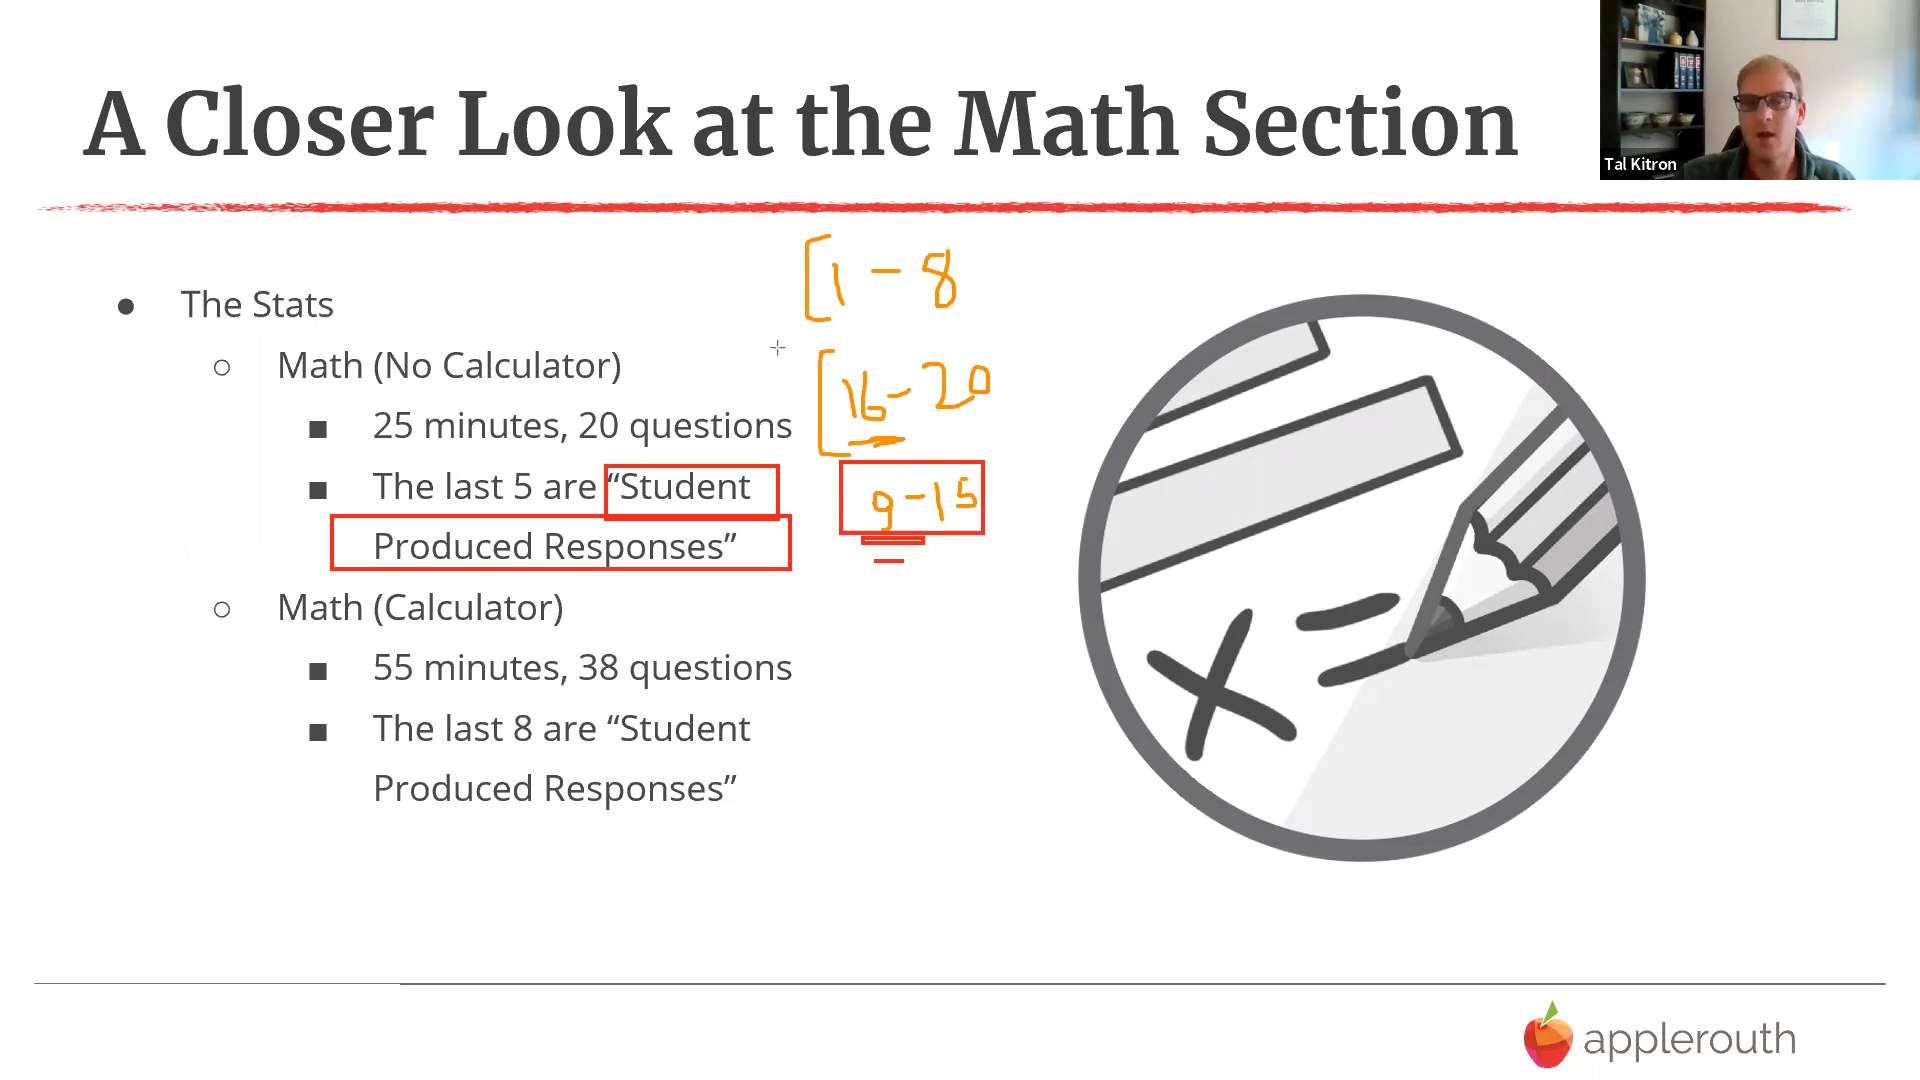 A Closer Look at the Math Section
Tal Kitron
● The Stats
○ Math (No Calculator)
■ 25 minutes, 20 questions
■ The last 5 are “Student
Produced Responses”
○ Math (Calculator)
■ 55 minutes, 38 questions
■ The last 8 are “Student
Produced Responses”
[1 - 8
[16 - 20
9 - 15
x =
applerouth